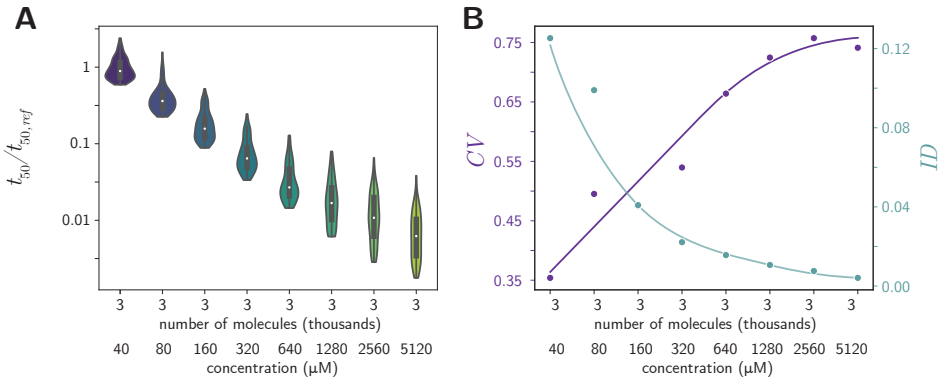 A
t50/t50,ref
1
0.1
0.01
3 3 3 3 3 3 3 3
number of molecules (thousands)
40 80 160 320 640 1280 2560 5120
concentration (μM)
B
CV
0.75
0.65
0.55
0.45
0.35
ID
0.12
0.08
0.04
0.00
3 3 3 3 3 3 3 3
number of molecules (thousands)
40 80 160 320 640 1280 2560 5120
concentration (μM)